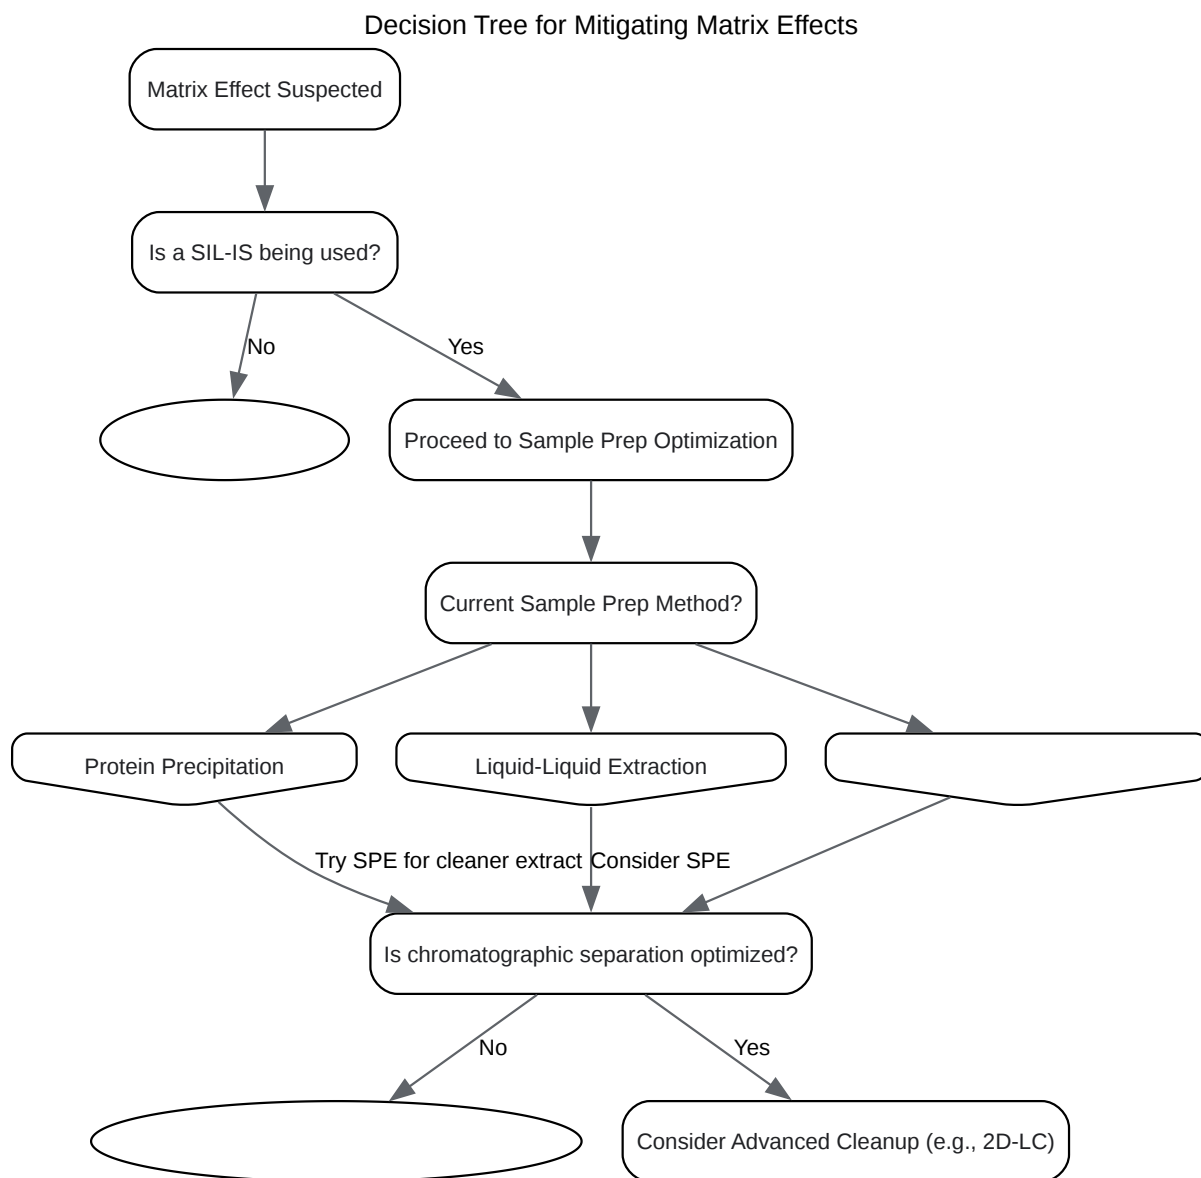 Decision Tree for Mitigating Matrix Effects
Matrix Effect Suspected
Is a SIL-IS being used?
No
Yes
Proceed to Sample Prep Optimization
Current Sample Prep Method?
Protein Precipitation
Liquid-Liquid Extraction
Try SPE for cleaner extract
Consider SPE
Is chromatographic separation optimized?
No
Yes
Consider Advanced Cleanup (e.g., 2D-LC)